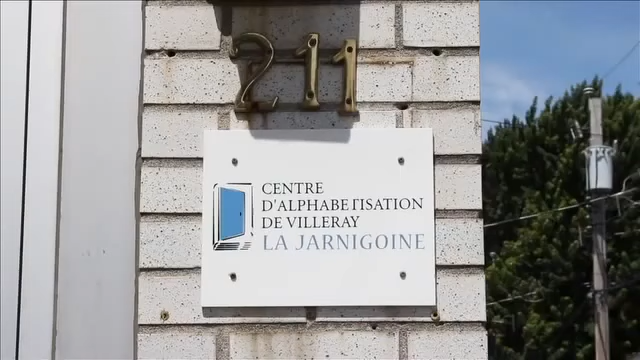 211
CENTRE
D'ALPHABETISATION
DE VILLERAY
LA JARNIGOINE